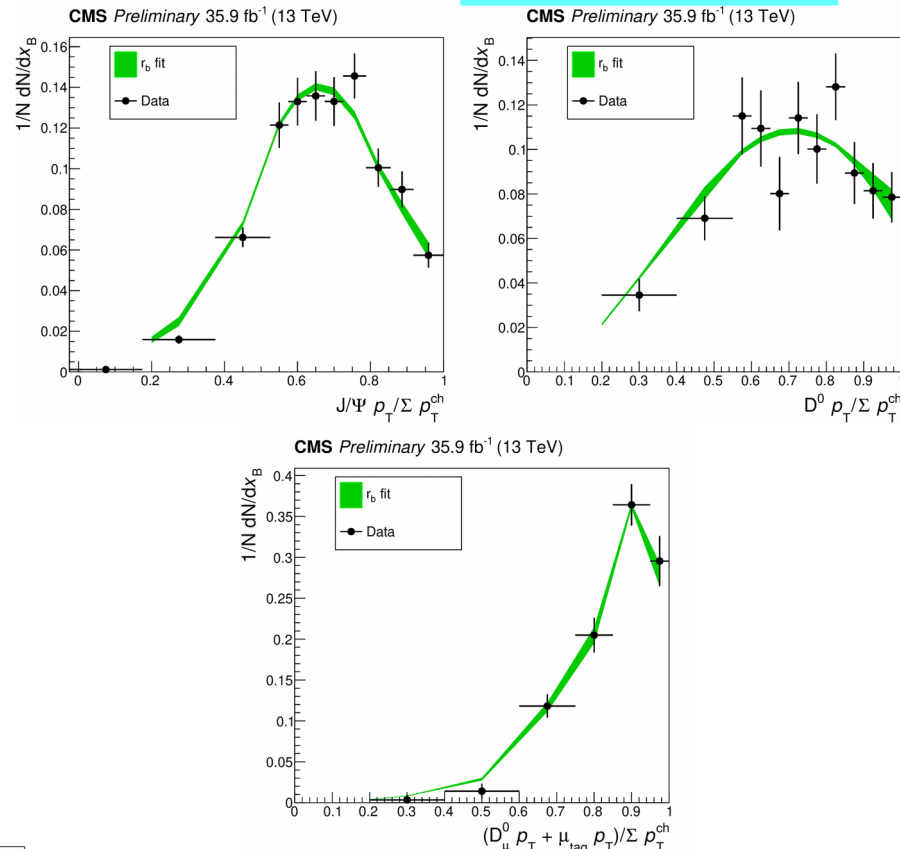 CMS Preliminary 35.9 fb⁻¹ (13 TeV)
1/N dN/dx_B
r_b fit
Data
0.16
0.14
0.12
0.1
0.08
0.06
0.04
0.02
0
0 0.2 0.4 0.6 0.8 1
J/Ψ p_T/Σ p_T^ch
CMS Preliminary 35.9 fb⁻¹ (13 TeV)
1/N dN/dx_B
r_b fit
Data
0.14
0.12
0.1
0.08
0.06
0.04
0.02
0
0 0.1 0.2 0.3 0.4 0.5 0.6 0.7 0.8 0.9 1
D⁰ p_T/Σ p_T^ch
CMS Preliminary 35.9 fb⁻¹ (13 TeV)
1/N dN/dx_B
r_b fit
Data
0.4
0.35
0.3
0.25
0.2
0.15
0.1
0.05
0
0 0.1 0.2 0.3 0.4 0.5 0.6 0.7 0.8 0.9 1
(D⁰_μ p_T + μ_tag p_T)/Σ p_T^ch